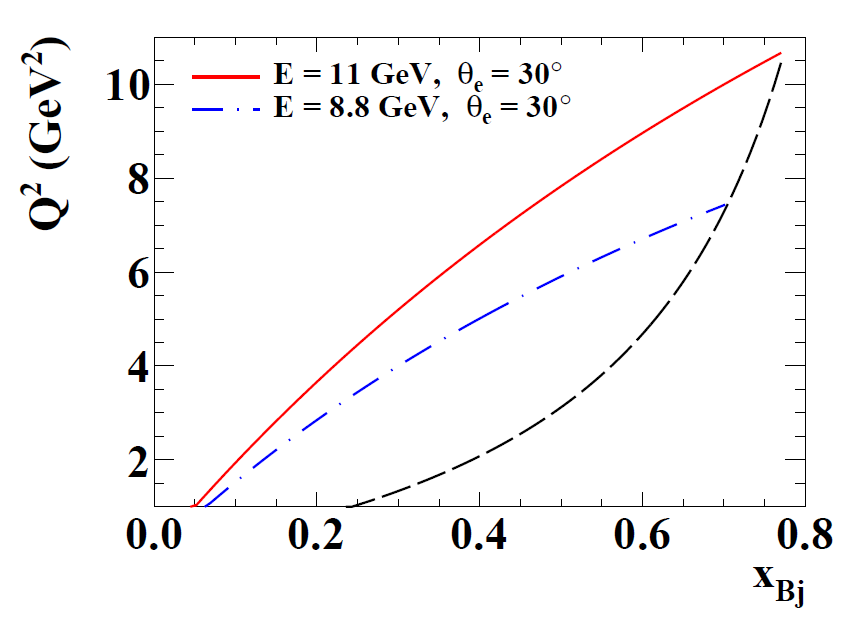 Q² (GeV²)
10
8
6
4
2
E = 11 GeV, θₑ = 30°
E = 8.8 GeV, θₑ = 30°
0.0 0.2 0.4 0.6 0.8
x_Bj